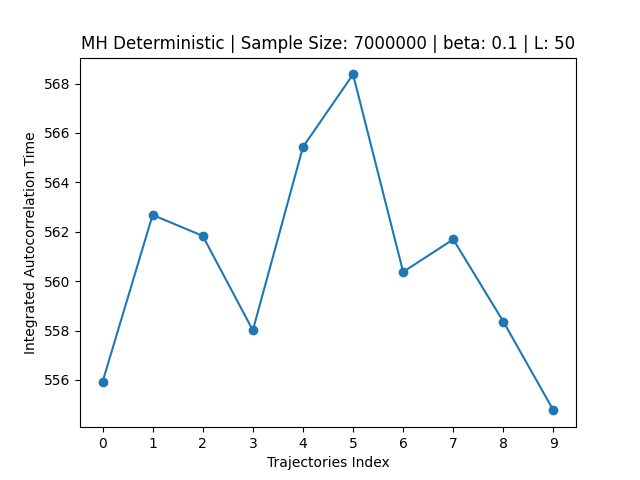 MH Deterministic | Sample Size: 7000000 | beta: 0.1 | L: 50
Integrated Autocorrelation Time
568
566
564
562
560
558
556
0 1 2 3 4 5 6 7 8 9
Trajectories Index